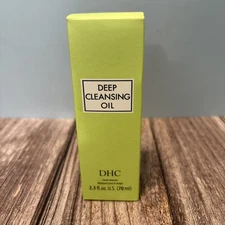 DEEP
CLEANSING
OIL
DHC
2.3 fl. oz. U.S. (70 ml)